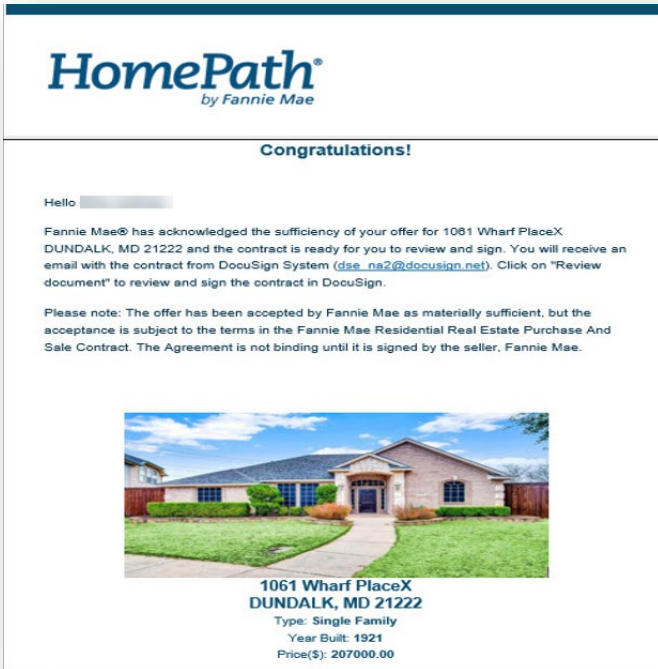 HomePath®
by Fannie Mae
Congratulations!
Hello
Fannie Mae® has acknowledged the sufficiency of your offer for 1061 Wharf PlaceX
DUNDALK, MD 21222 and the contract is ready for you to review and sign. You will receive an
email with the contract from DocuSign System (dse_na2@docusign.net). Click on "Review
document" to review and sign the contract in DocuSign.
Please note: The offer has been accepted by Fannie Mae as materially sufficient, but the
acceptance is subject to the terms in the Fannie Mae Residential Real Estate Purchase And
Sale Contract. The Agreement is not binding until it is signed by the seller, Fannie Mae.
1061 Wharf PlaceX
DUNDALK, MD 21222
Type: Single Family
Year Built: 1921
Price($): 207000.00